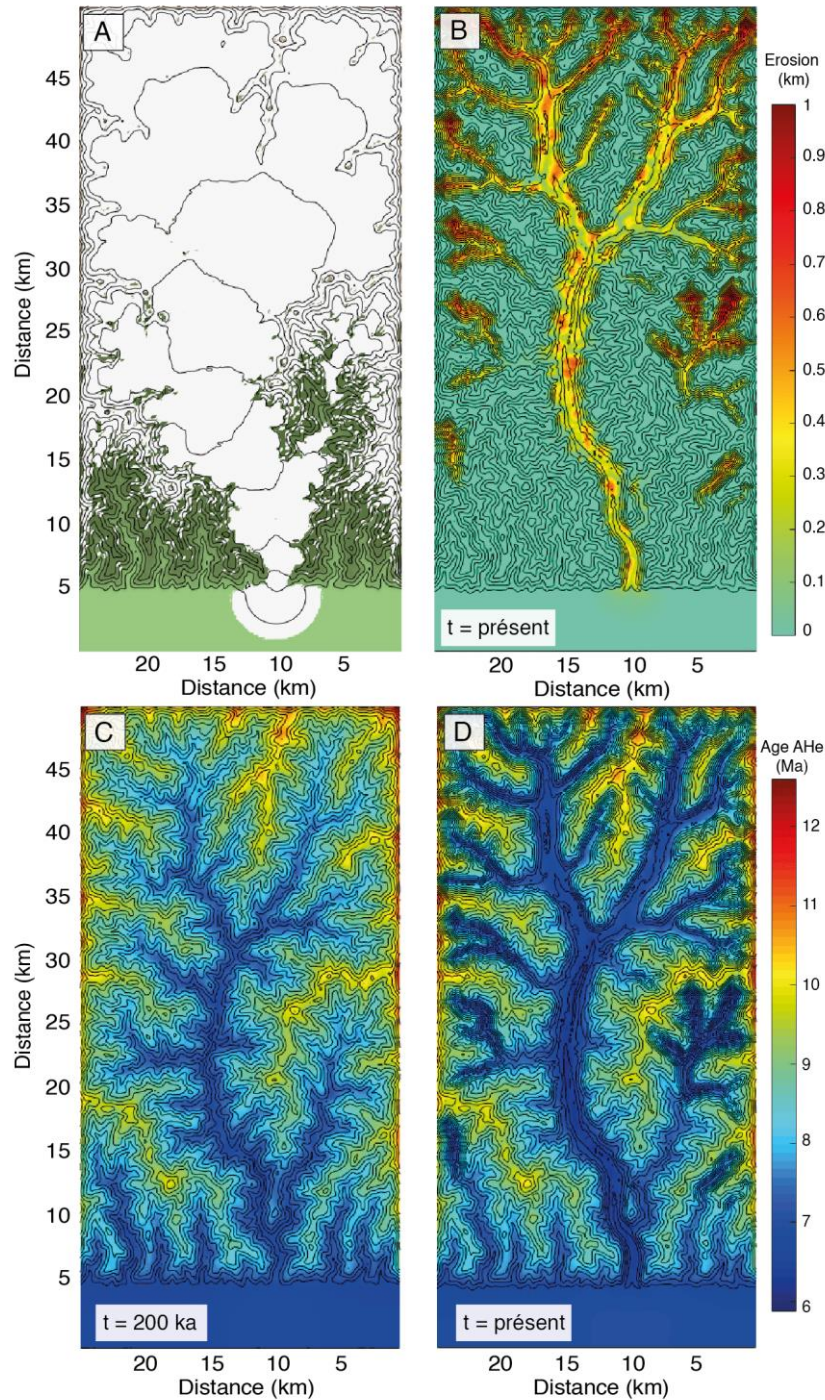 A
45
40
35
30
25
20
15
10
5
Distance (km)
20 15 10 5
Distance (km)
B
t = présent
20 15 10 5
Distance (km)
Erosion
(km)
1
0.9
0.8
0.7
0.6
0.5
0.4
0.3
0.2
0.1
0
C
45
40
35
30
25
20
15
10
5
Distance (km)
t = 200 ka
20 15 10 5
Distance (km)
D
t = présent
20 15 10 5
Distance (km)
Age AHe
(Ma)
12
11
10
9
8
7
6